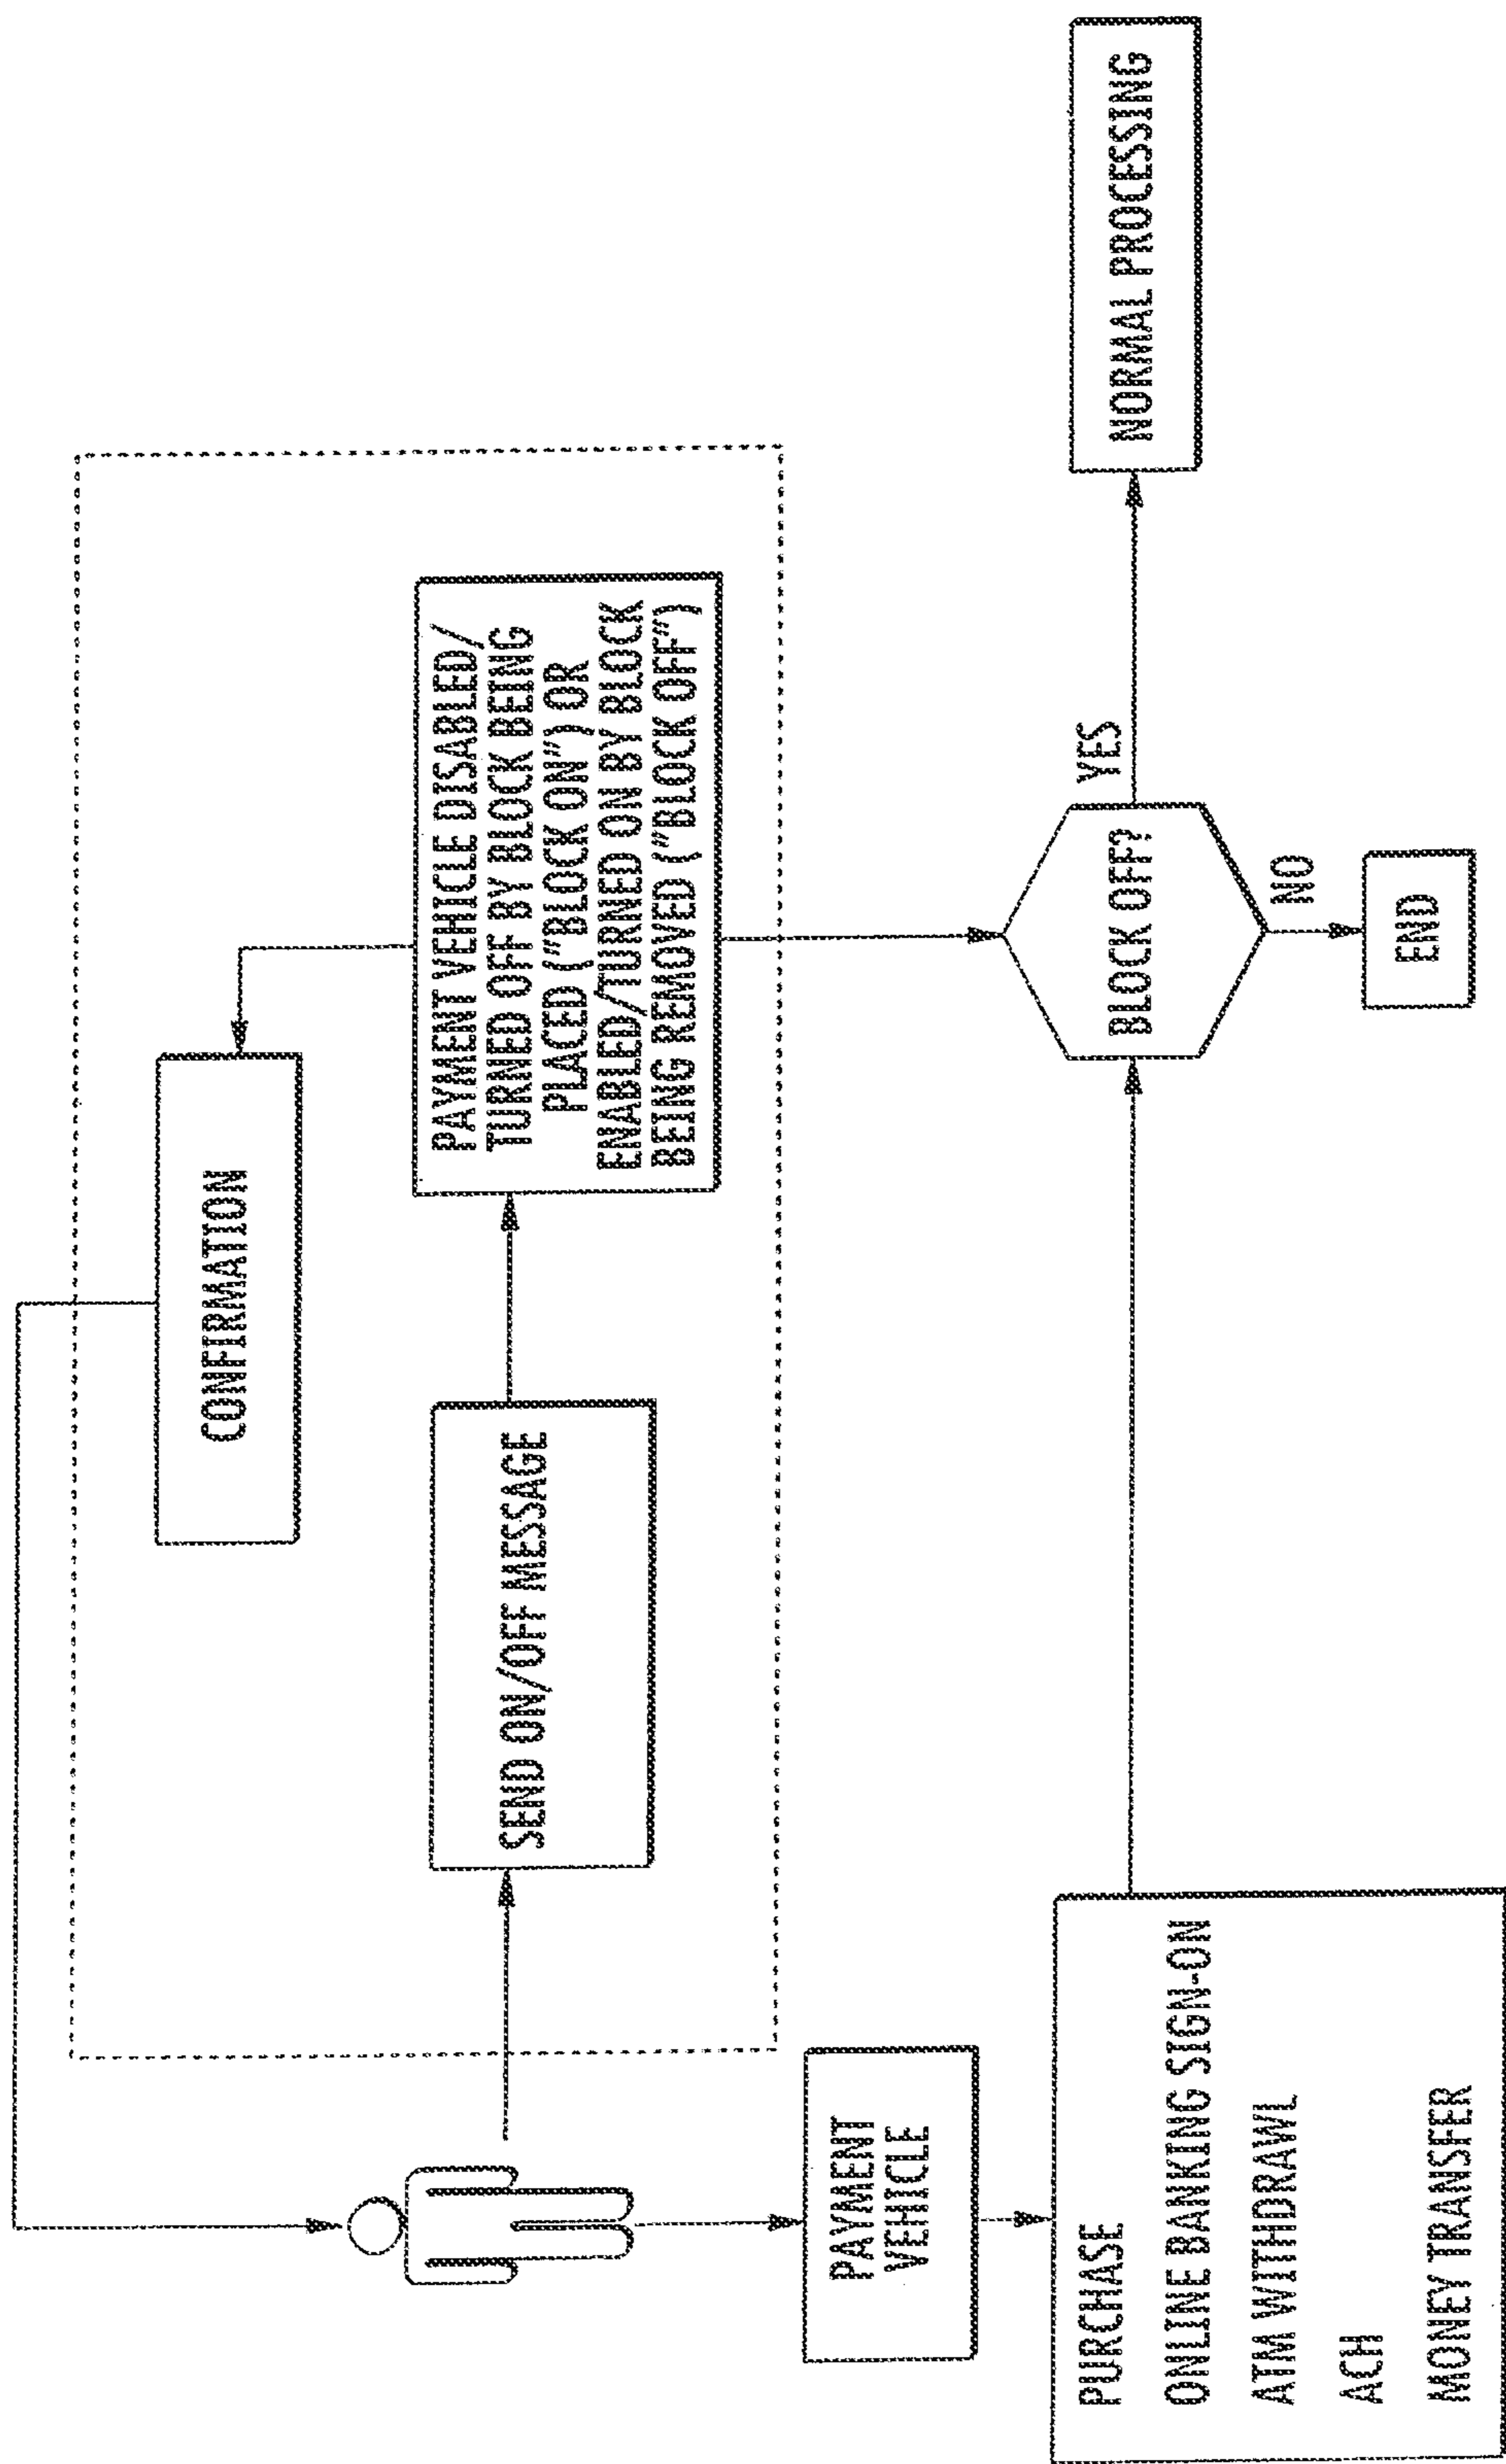 CONFIRMATION
SEND ON/OFF MESSAGE
PAYMENT VEHICLE DISABLED/
TURNED OFF BY BLOCK BEING
PLACED ("BLOCK ON") OR
ENABLED/TURNED ON BY BLOCK
BEING REMOVED ("BLOCK OFF")
PAYMENT
VEHICLE
PURCHASE
ONLINE BANKING SIGN-ON
ATM WITHDRAWL
ACH
MONEY TRANSFER
BLOCK OFF?
YES
NORMAL PROCESSING
NO
END